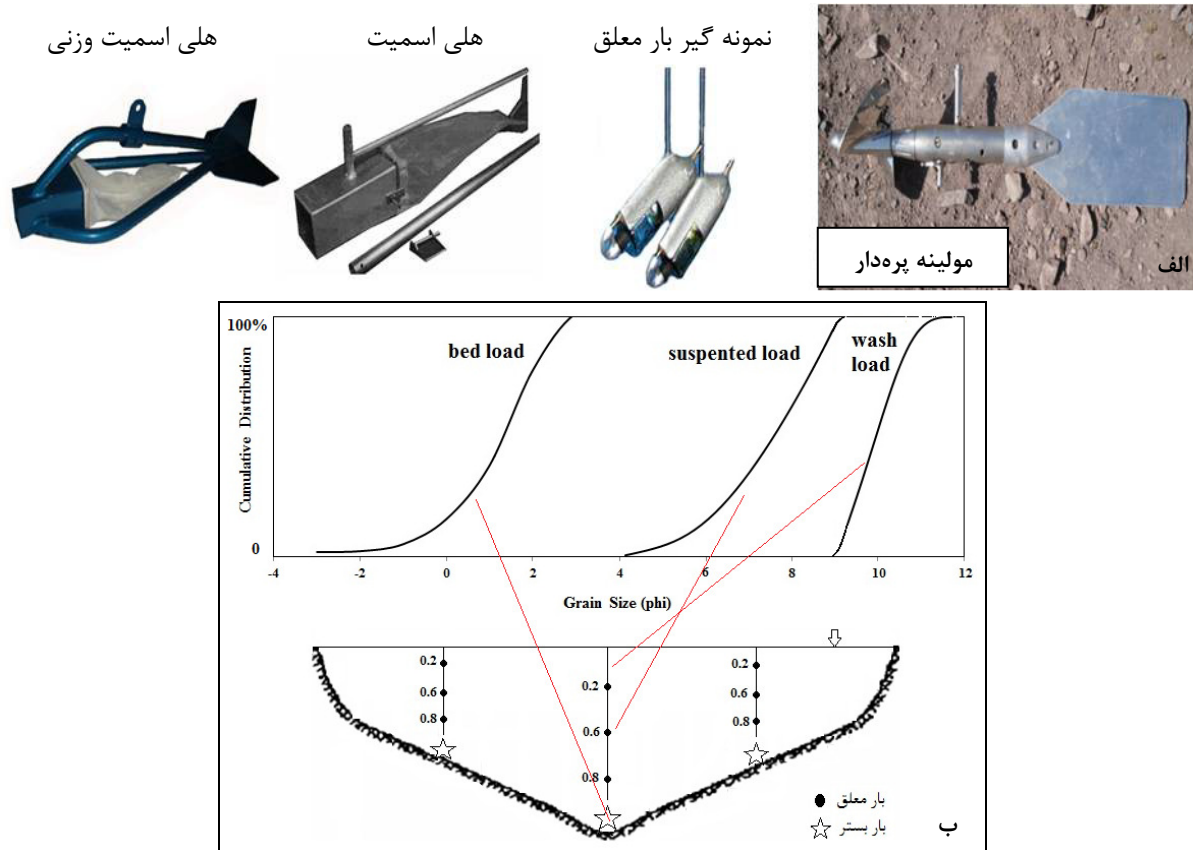 هلی اسمیت وزنی
هلی اسمیت
نمونه گیر بار معلق
مولینه پره‌دار
الف
100%
bed load
suspented load
wash
load
Cumulative Distribution
0
-4
-2
0
2
4
6
8
10
12
Grain Size (phi)
0.2
0.6
0.8
0.2
0.6
0.8
0.2
0.6
0.8
بار معلق
بار بستر
ب